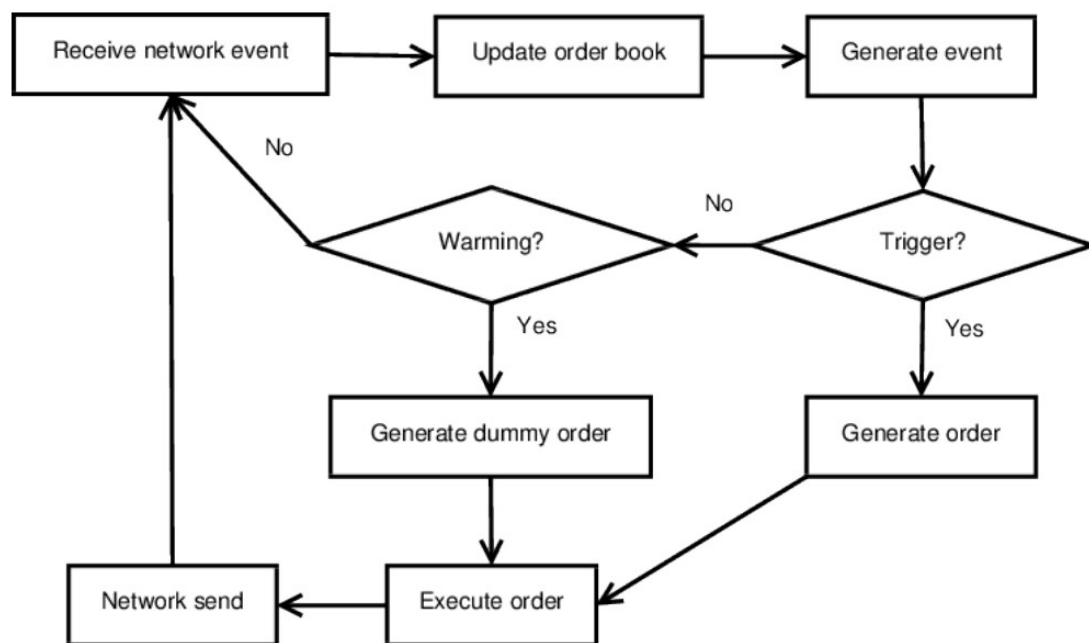 Receive network event
Update order book
Generate event
No
No
Warming?
Trigger?
Yes
Yes
Generate dummy order
Generate order
Network send
Execute order